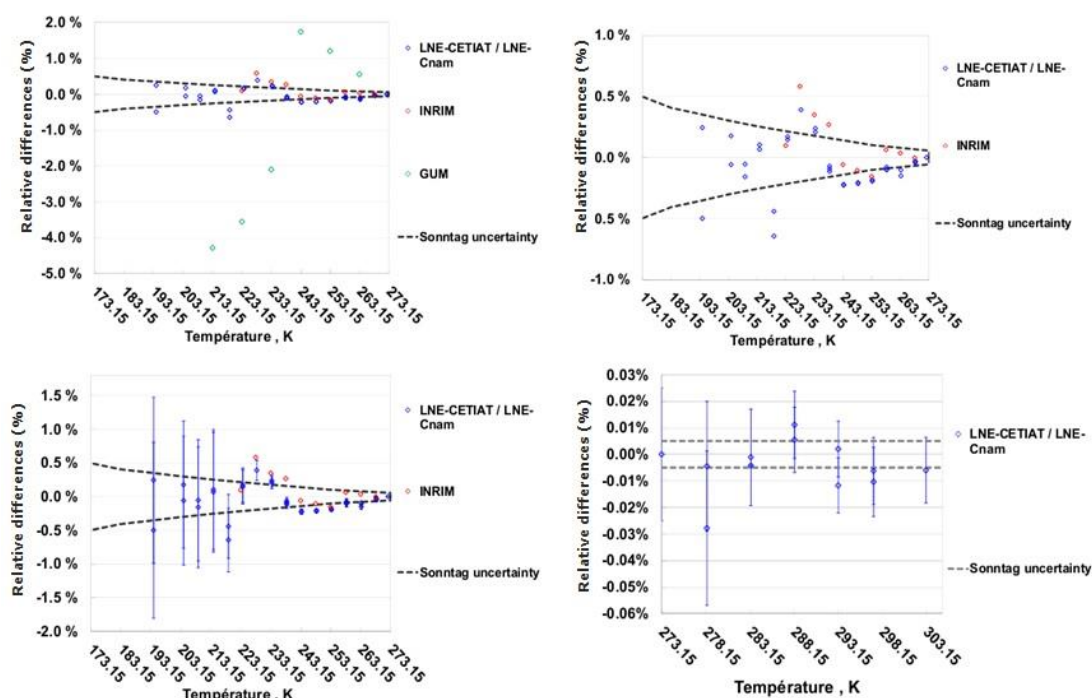 2.0 %
1.0 %
0.0 %
-1.0 %
-2.0 %
-3.0 %
-4.0 %
-5.0 %
Relative differences (%)
173.15
183.15
193.15
203.15
213.15
223.15
233.15
243.15
253.15
263.15
273.15
Température , K
LNE-CETIAT / LNE-
Cnam
INRIM
GUM
Sonntag uncertainty
1.0 %
0.5 %
0.0 %
0.5 %
-1.0 %
Relative differences (%)
173.15
183.15
193.15
203.15
213.15
223.15
233.15
243.15
253.15
263.15
273.15
Température , K
LNE-CETIAT / LNE-
Cnam
INRIM
Sonntag uncertainty
1.5 %
1.0 %
0.5 %
0.0 %
-0.5 %
-1.0 %
-1.5 %
-2.0 %
Relative differences (%)
173.15
183.15
193.15
203.15
213.15
223.15
233.15
243.15
253.15
263.15
273.15
Température , K
LNE-CETIAT / LNE-
Cnam
INRIM
Sonntag uncertainty
0.03%
0.02%
0.01%
0.00%
-0.01%
-0.02%
-0.03%
-0.04%
-0.05%
-0.06%
Relative differences (%)
273.15
278.15
283.15
288.15
293.15
298.15
303.15
Température , K
LNE-CETIAT / LNE-
Cnam
Sonntag uncertainty